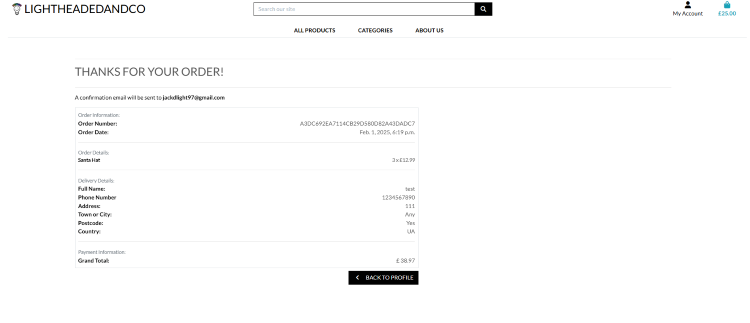 LIGHTHEADEDANDCO
Search our site
My Account
£25.00
ALL PRODUCTS CATEGORIES ABOUT US
THANKS FOR YOUR ORDER!
A confirmation email will be sent to jackdlight97@gmail.com
Order Information:
Order Number: A3DC692EA7114CB29D580D82A43DADC7
Order Date: Feb. 1, 2025, 6:19 p.m.
Order Details:
Santa Hat 3 x £12.99
Delivery Details:
Full Name: test
Phone Number 1234567890
Address: 111
Town or City: Any
Postcode: Yes
Country: UA
Payment Information:
Grand Total: £ 38.97
BACK TO PROFILE